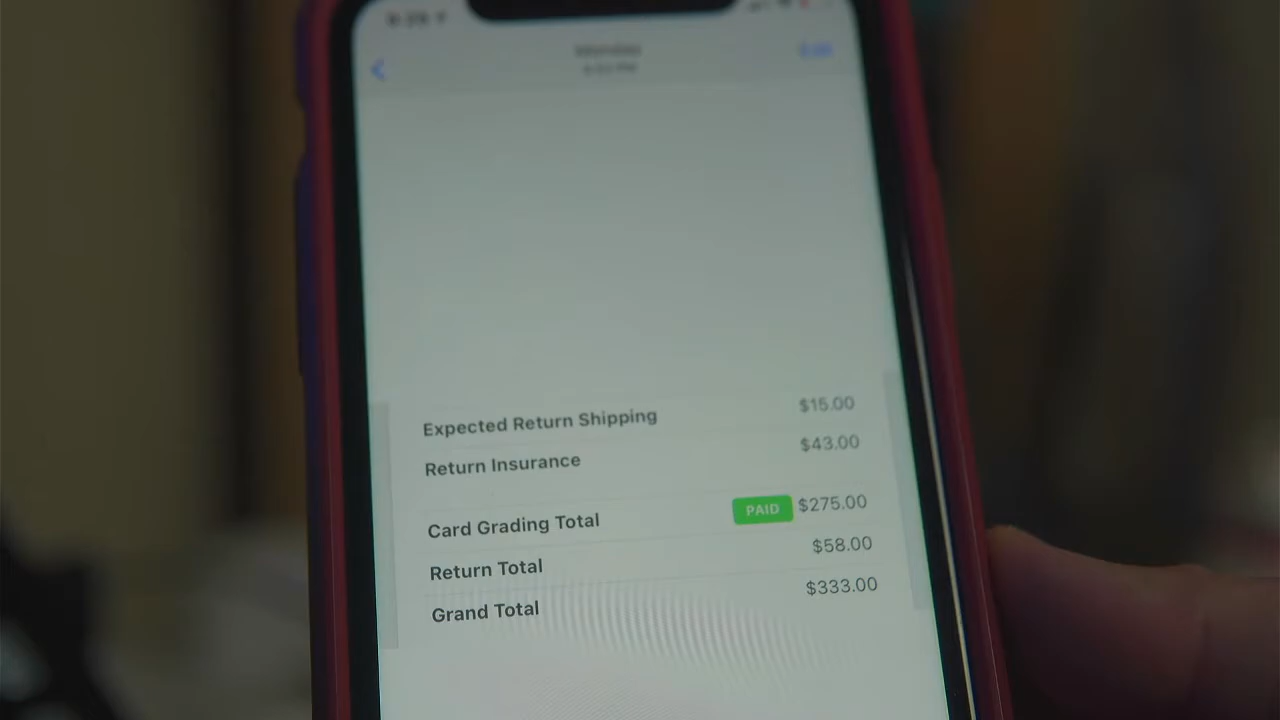 Expected Return Shipping $15.00
Return Insurance $43.00
Card Grading Total PAID $275.00
Return Total $58.00
Grand Total $333.00